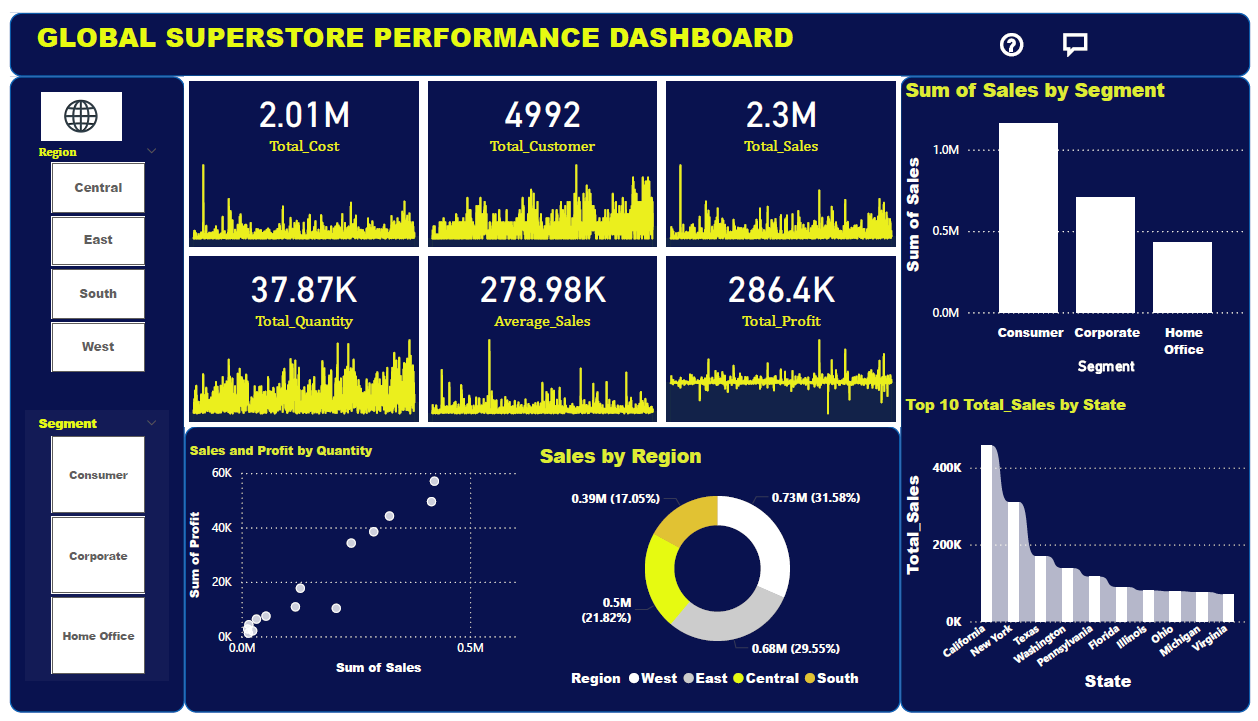 GLOBAL SUPERSTORE PERFORMANCE DASHBOARD
Region
Central
East
South
West
Segment
Consumer
Corporate
Home Office
2.01M
Total_Cost
4992
Total_Customer
2.3M
Total_Sales
37.87K
Total_Quantity
278.98K
Average_Sales
286.4K
Total_Profit
Sales and Profit by Quantity
Sum of Profit
60K
40K
20K
0K
0.0M
0.5M
Sum of Sales
Sales by Region
0.39M (17.05%)
0.73M (31.58%)
0.5M
(21.82%)
0.68M (29.55%)
Region
West
East
Central
South
Sum of Sales by Segment
Sum of Sales
1.0M
0.5M
0.0M
Consumer
Corporate
Home
Office
Segment
Top 10 Total_Sales by State
Total_Sales
400K
200K
0K
California
New York
Texas
Washington
Pennsylvania
Florida
Illinois
Ohio
Michigan
Virginia
State